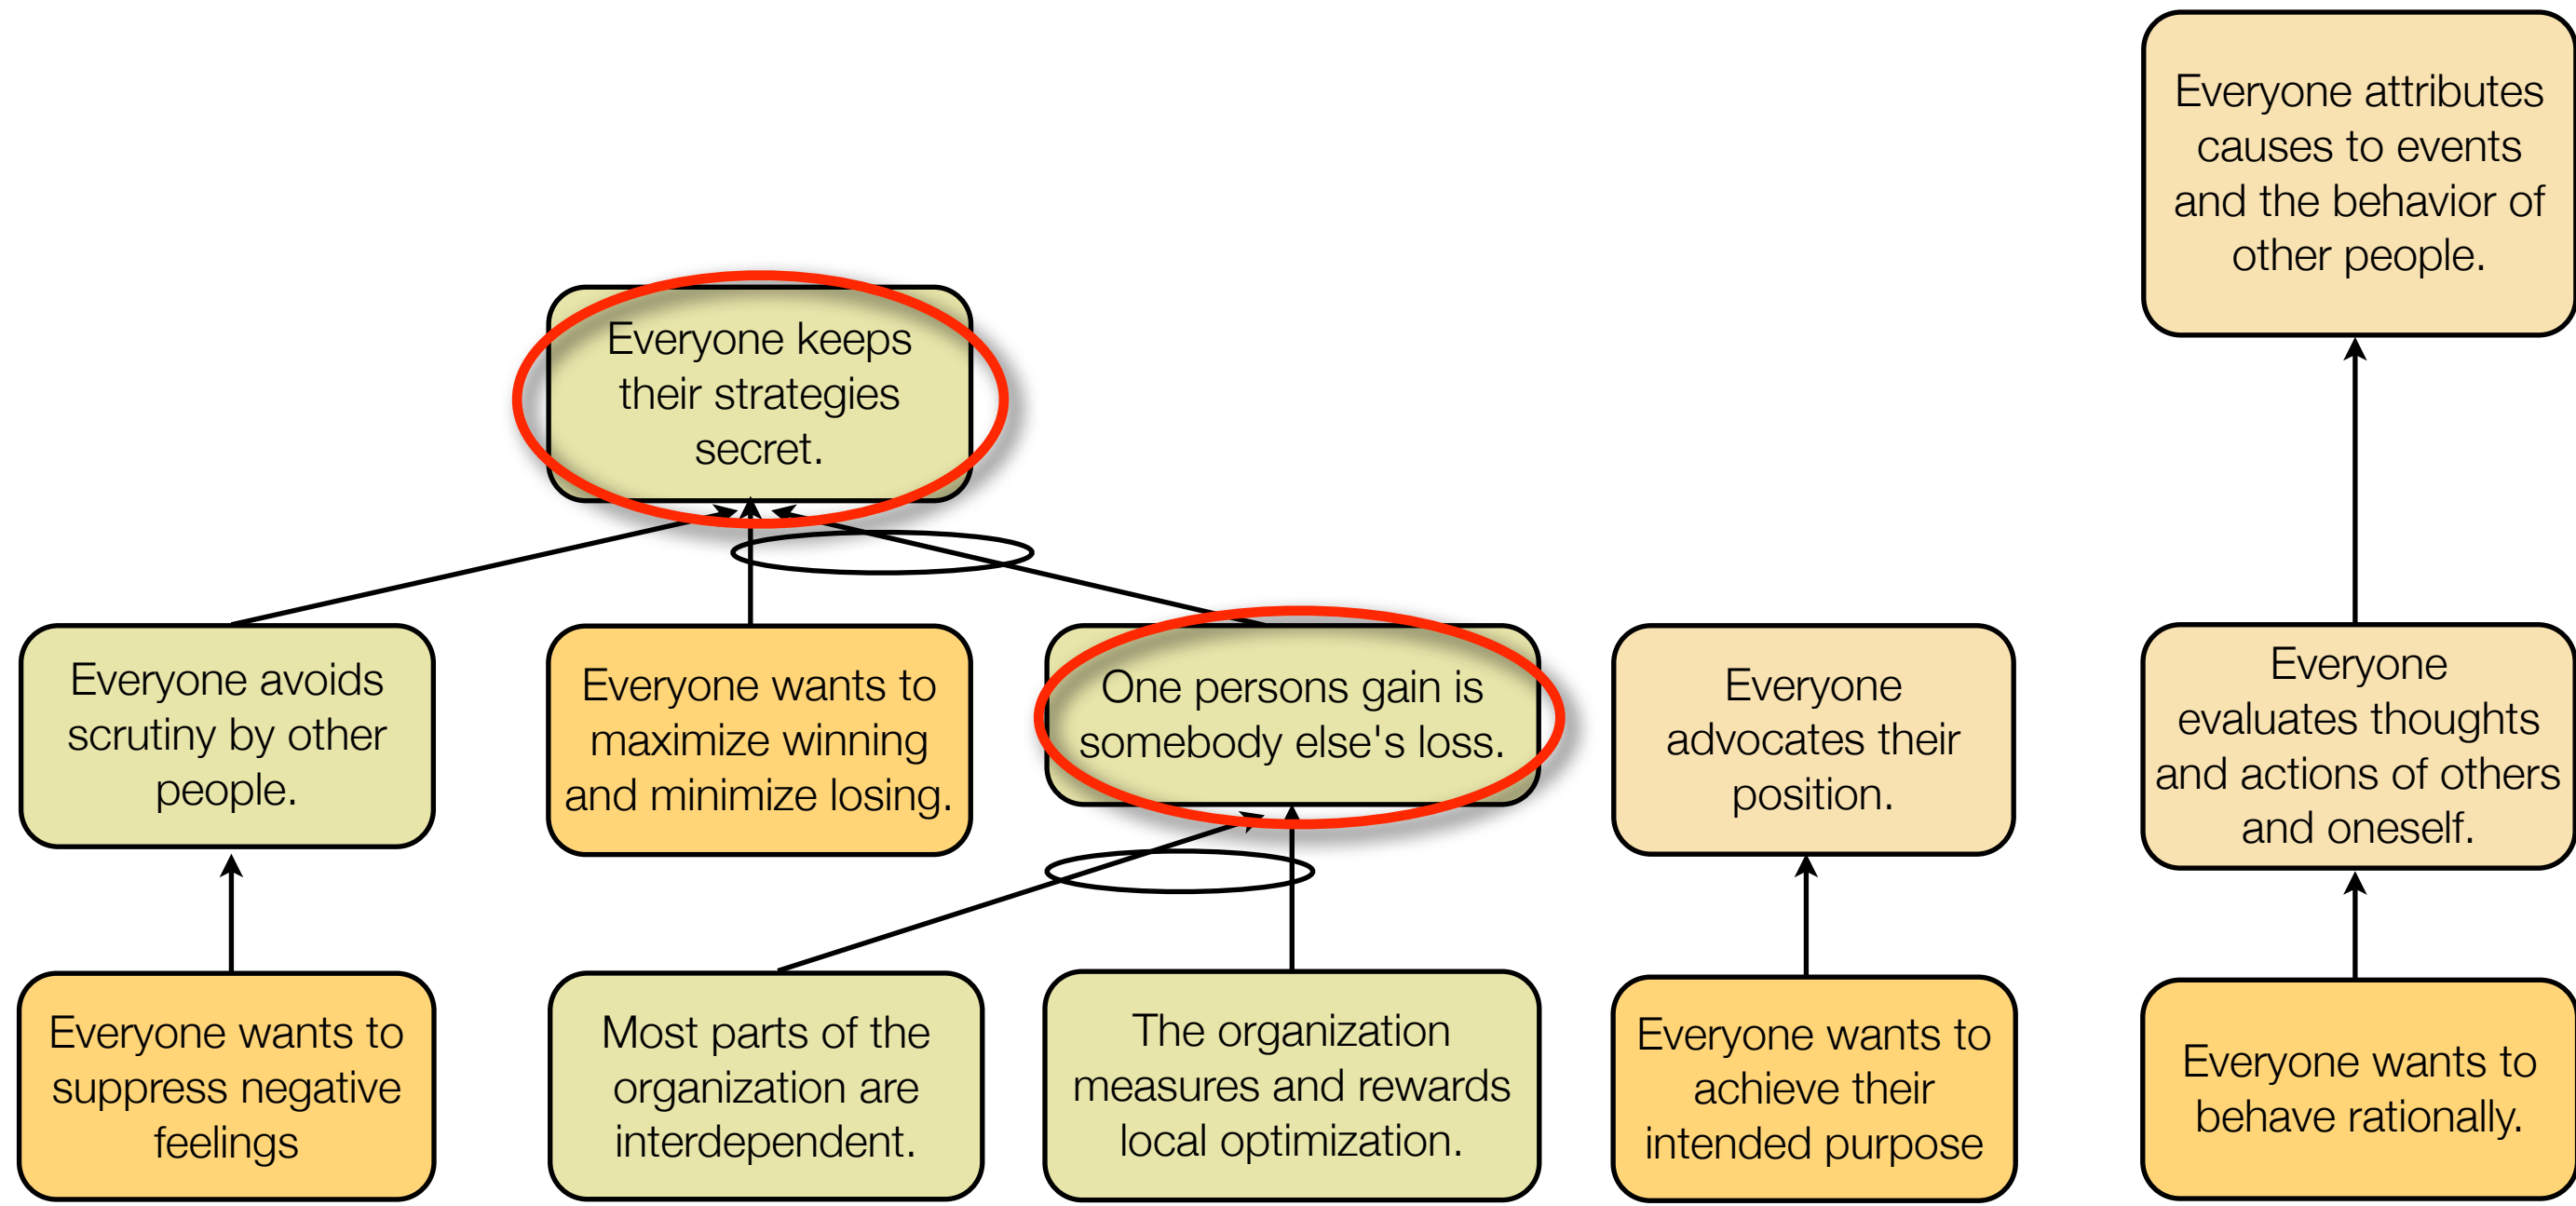 Everyone attributes
causes to events
and the behavior of
other people.
Everyone keeps
their strategies
secret.
Everyone avoids
scrutiny by other
people.
Everyone wants to
maximize winning
and minimize losing.
One persons gain is
somebody else's loss.
Everyone
advocates their
position.
Everyone
evaluates thoughts
and actions of others
and oneself.
Everyone wants to
suppress negative
feelings
Most parts of the
organization are
interdependent.
The organization
measures and rewards
local optimization.
Everyone wants to
achieve their
intended purpose
Everyone wants to
behave rationally.